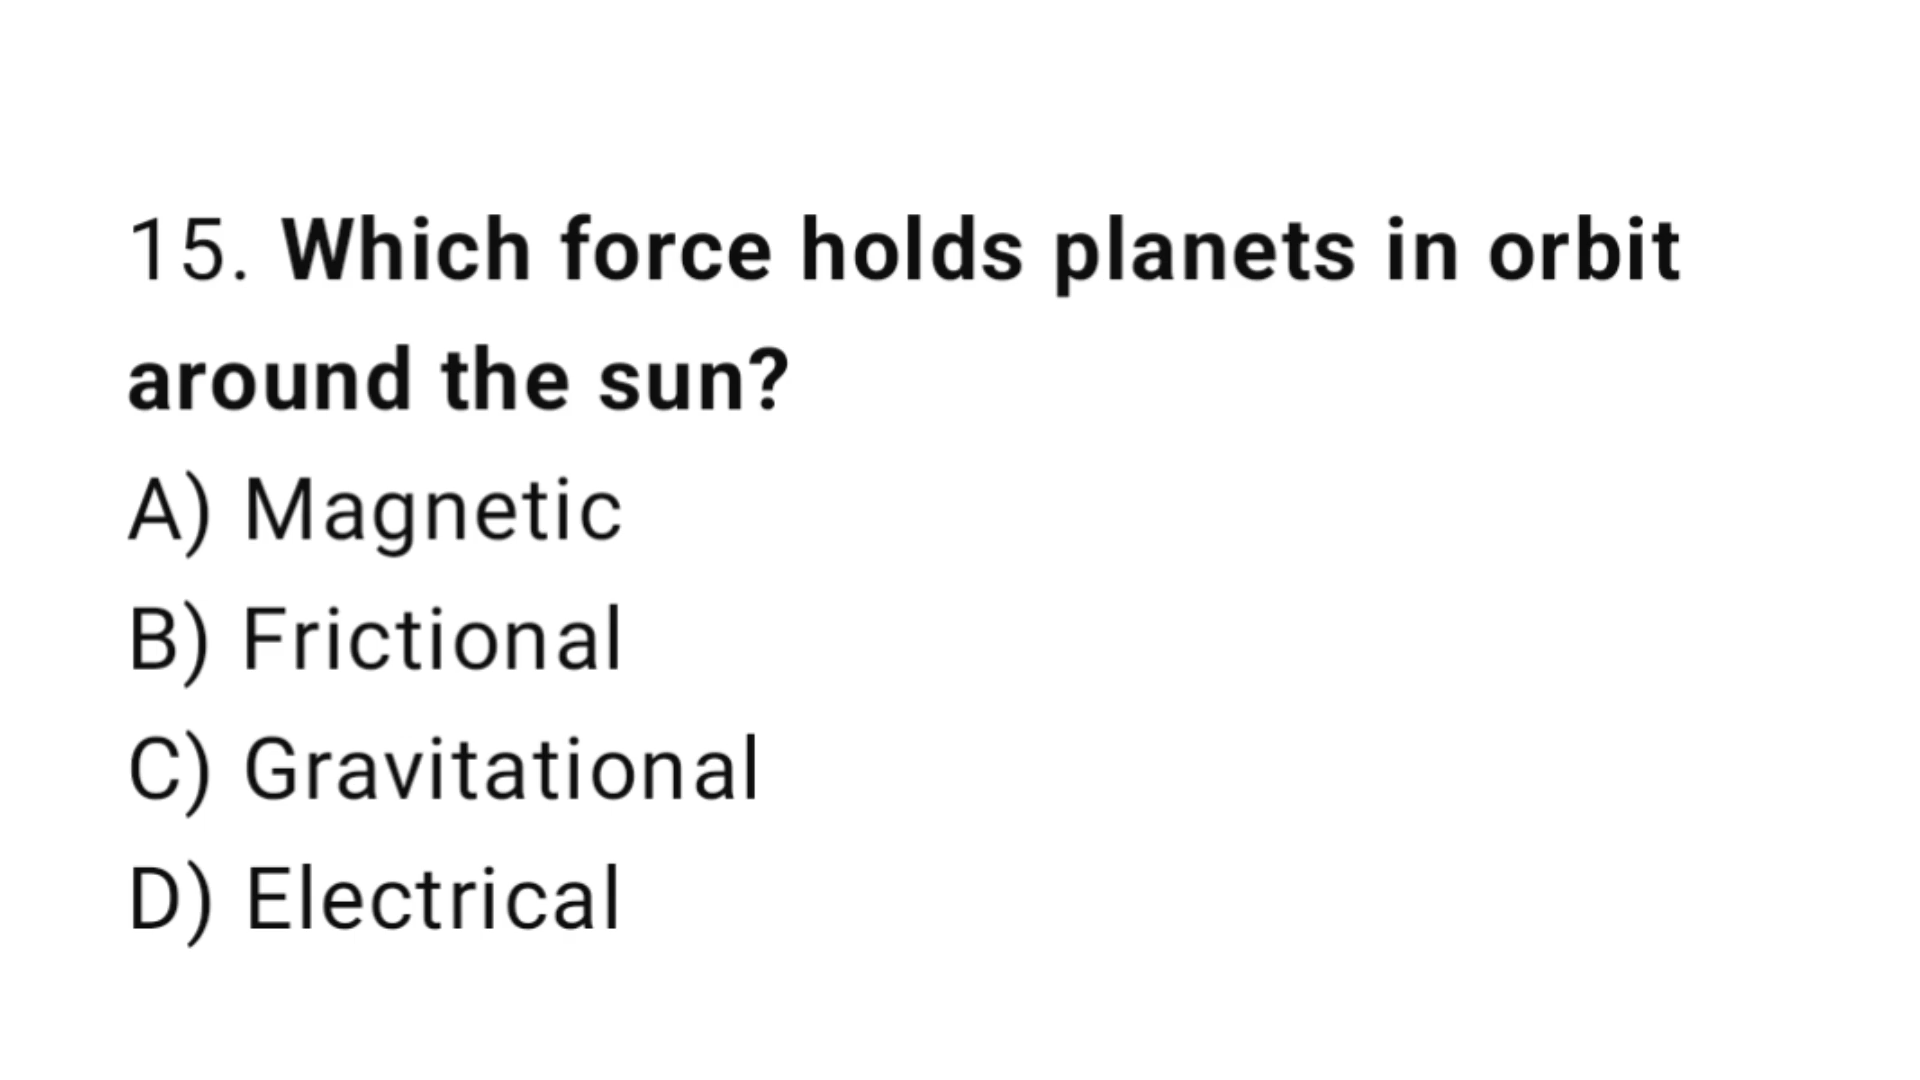 15. Which force holds planets in orbit
around the sun?
A) Magnetic
B) Frictional
C) Gravitational
D) Electrical